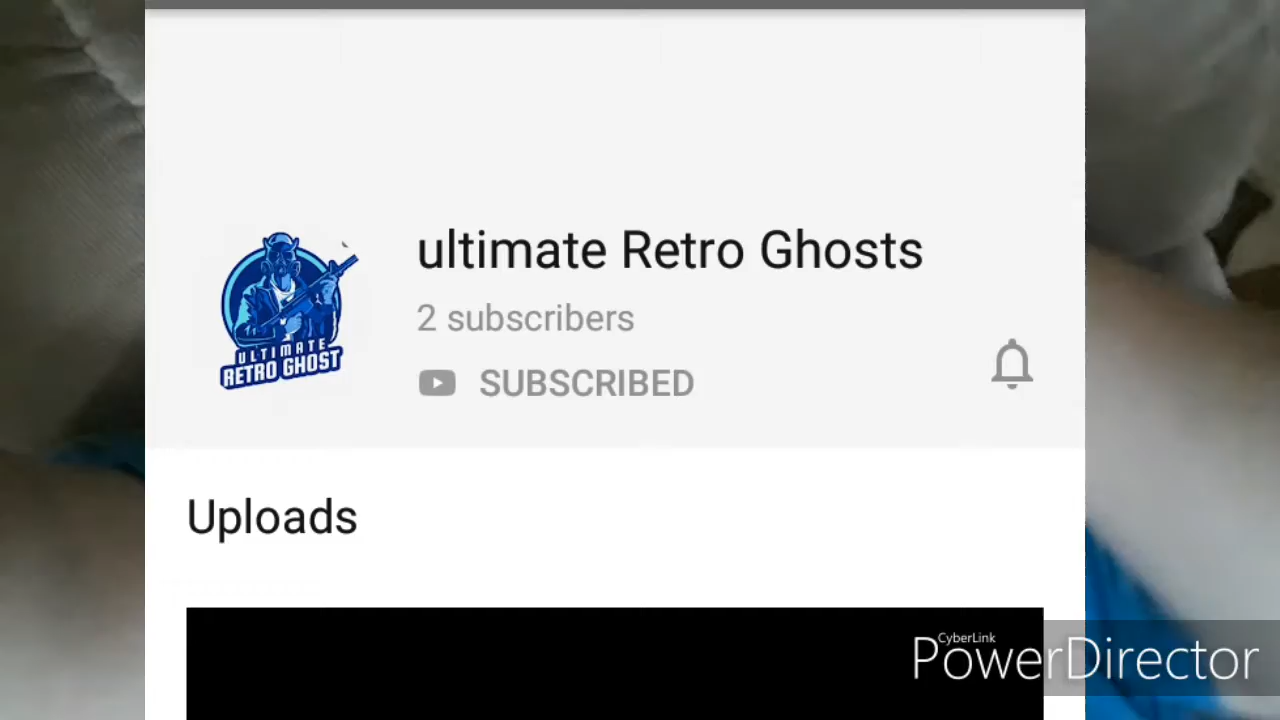 ultimate Retro Ghosts
2 subscribers
SUBSCRIBED
ULTIMATE
RETRO GHOST
Uploads
CyberLink
PowerDirector